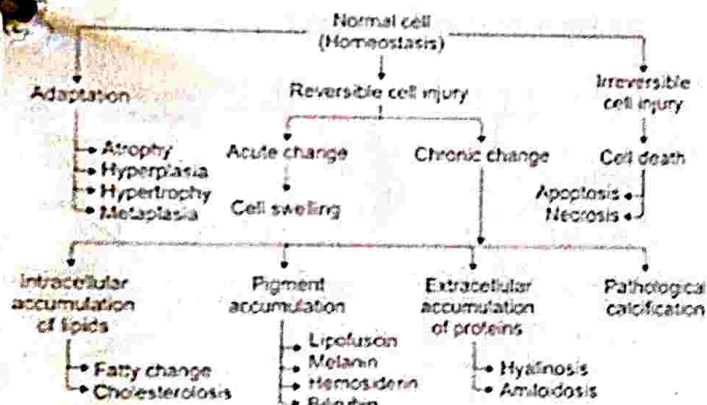 Normal cell
(Homeostasis)
Adaptation
Reversible cell injury
Irreversible
cell injury
Atrophy
Hyperplasia
Hypertrophy
Metaplasia
Acute change
Chronic change
Cell death
Cell swelling
Apoptosis
Necrosis
Intracellular
accumulation
of lipids
Pigment
accumulation
Extracellular
accumulation
of proteins
Pathological
calcification
Fatty change
Cholesterolosis
Lipofuscin
Melanin
Hemosiderin
Bilirubin
Hyalinosis
Amiloidosis